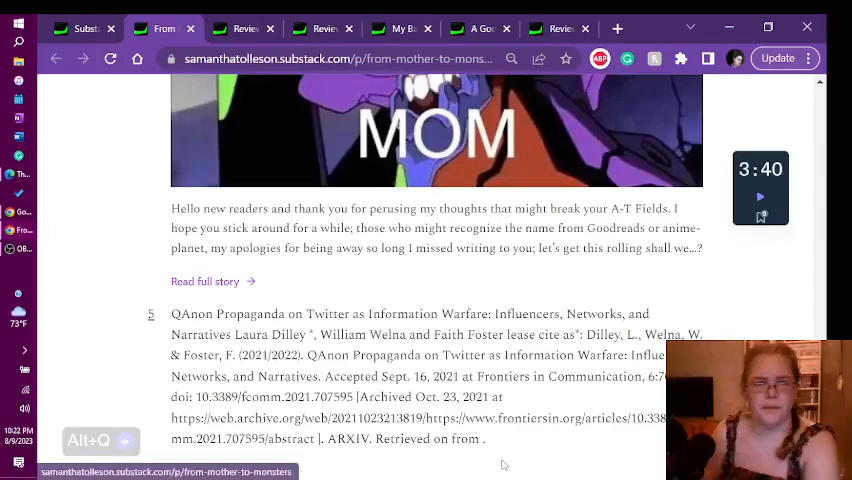 Subst
From
Review
Review
My Ba
A Goo
Review
samanthatolleson.substack.com/p/from-mother-to-mons...
ABP
Update
MOM
3:40
Hello new readers and thank you for perusing my thoughts that might break your A-T Fields. I
hope you stick around for a while; those who might recognize the name from Goodreads or anime-
planet, my apologies for being away so long I missed writing to you; let's get this rolling shall we...?
Read full story
5
QAnon Propaganda on Twitter as Information Warfare: Influencers, Networks, and
Narratives Laura Dilley *, William Welna and Faith Foster lease cite as*: Dilley, L., Welna, W.
& Foster, F. (2021/2022). QAnon Propaganda on Twitter as Information Warfare: Influe
Networks, and Narratives. Accepted Sept. 16, 2021 at Frontiers in Communication, 6:70
doi: 10.3389/fcomm.2021.707595 [Archived Oct. 23, 2021 at
https://web.archive.org/web/20211023213819/https://www.frontiersin.org/articles/10.338
mm.2021.707595/abstract ]. ARXIV. Retrieved on from .
Th...
Go...
Fro...
OB...
73°F
10:22 PM
8/9/2023
Alt+Q
samanthatolleson.substack.com/p/from-mother-to-monsters